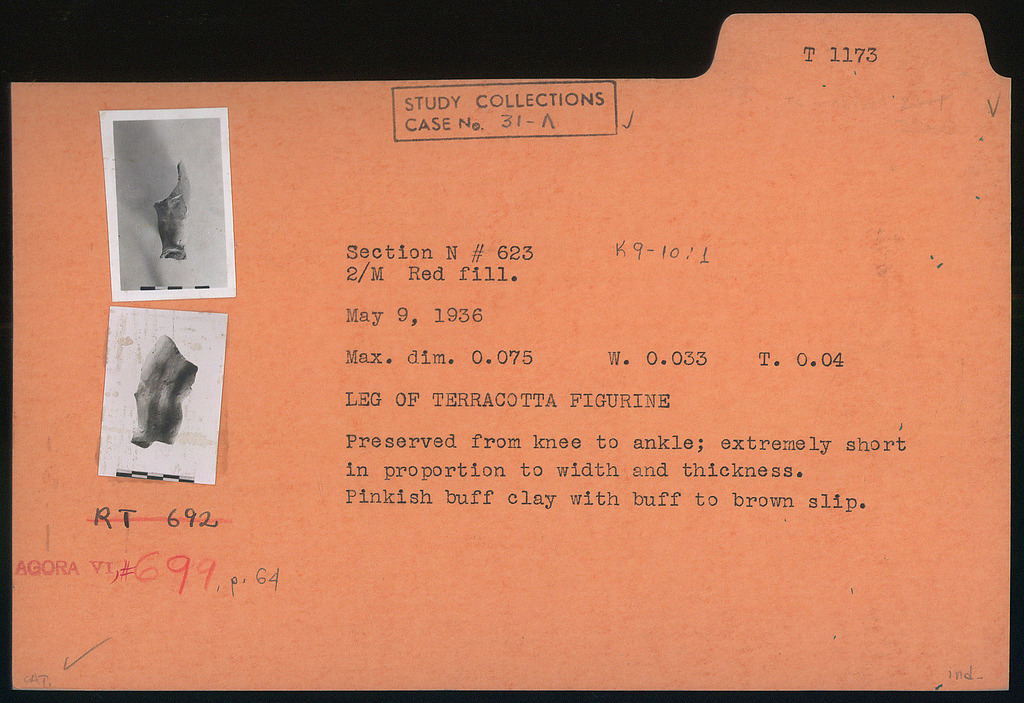 T 1173
STUDY COLLECTIONS
CASE No. 31-Λ
Section N # 623 K 9-10:1
2/M Red fill.
May 9, 1936
Max. dim. 0.075 W. 0.033 T. 0.04
LEG OF TERRACOTTA FIGURINE
Preserved from knee to ankle; extremely short
in proportion to width and thickness.
Pinkish buff clay with buff to brown slip.
RT 692
AGORA VI, #699, p. 64
CAT.
ind-